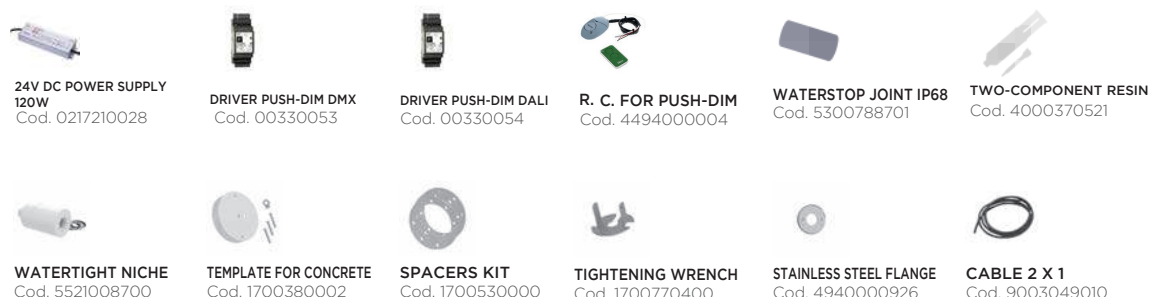 24V DC POWER SUPPLY
120W
Cod. 0217210028
DRIVER PUSH-DIM DMX
Cod. 00330053
DRIVER PUSH-DIM DALI
Cod. 00330054
R. C. FOR PUSH-DIM
Cod. 4494000004
WATERSTOP JOINT IP68
Cod. 5300788701
TWO-COMPONENT RESIN
Cod. 4000370521
WATERTIGHT NICHE
Cod. 5521008700
TEMPLATE FOR CONCRETE
Cod. 1700380002
SPACERS KIT
Cod. 1700530000
TIGHTENING WRENCH
Cod. 1700770400
STAINLESS STEEL FLANGE
Cod. 4940000926
CABLE 2 X 1
Cod. 9003049010